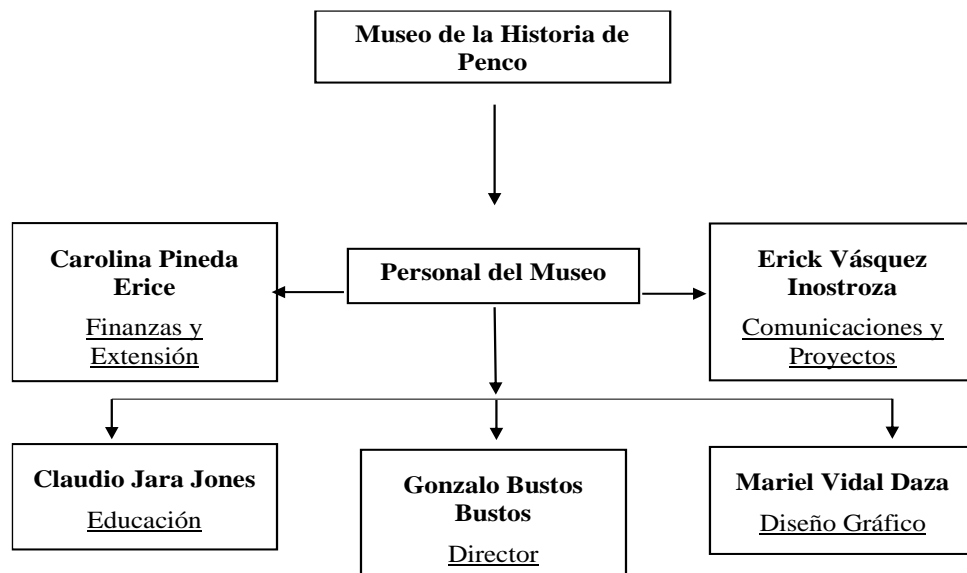 Museo de la Historia de
Penco
Carolina Pineda
Erice
Finanzas y
Extensión
Personal del Museo
Erick Vásquez
Inostroza
Comunicaciones y
Proyectos
Claudio Jara Jones
Educación
Gonzalo Bustos
Bustos
Director
Mariel Vidal Daza
Diseño Gráfico